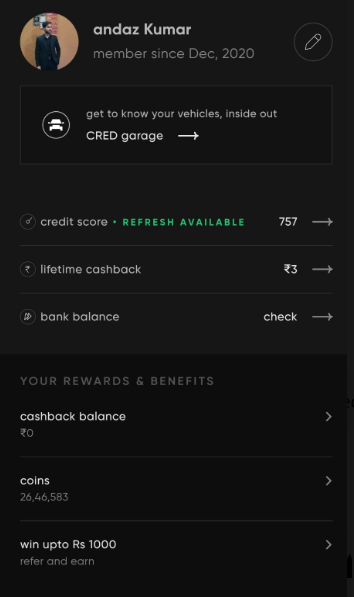 andaz Kumar
member since Dec, 2020
get to know your vehicles, inside out
CRED garage
credit score • REFRESH AVAILABLE 757
₹ lifetime cashback ₹3
bank balance check
YOUR REWARDS & BENEFITS
cashback balance
₹0
coins
26,46,583
win upto Rs 1000
refer and earn